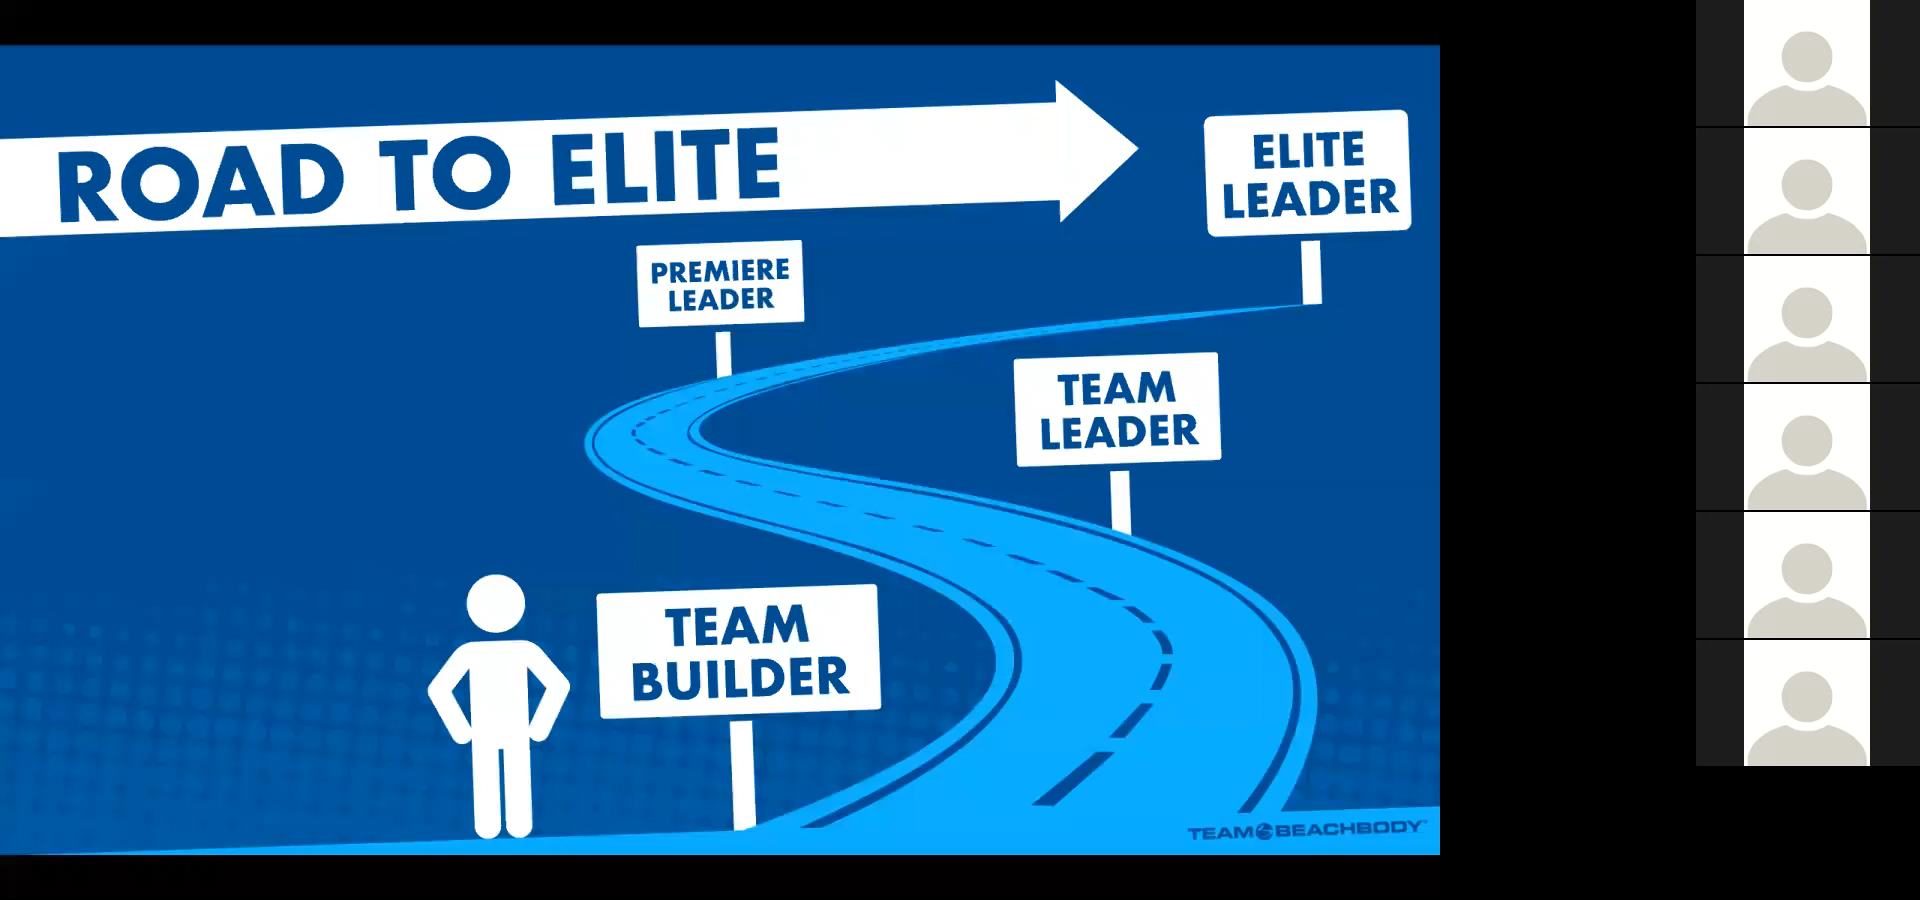 ROAD TO ELITE
ELITE
LEADER
PREMIERE
LEADER
TEAM
LEADER
TEAM
BUILDER
TEAM BEACHBODY